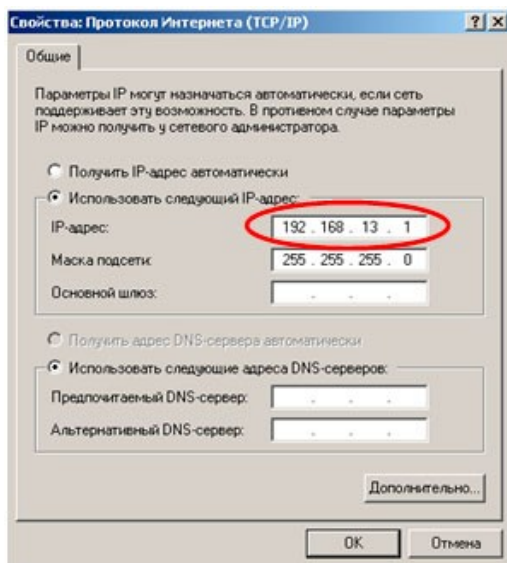 Свойства: Протокол Интернета (TCP/IP)
Общие
Параметры IP могут назначаться автоматически, если сеть
поддерживает эту возможность. В противном случае параметры
IP можно получить у сетевого администратора.
Получить IP-адрес автоматически
Использовать следующий IP-адрес:
IP-адрес: 192 . 168 . 13 . 1
Маска подсети: 255 . 255 . 255 . 0
Основной шлюз: . . .
Получить адрес DNS-сервера автоматически
Использовать следующие адреса DNS-серверов:
Предпочитаемый DNS-сервер: . . .
Альтернативный DNS-сервер: . . .
Дополнительно...
OK
Отмена